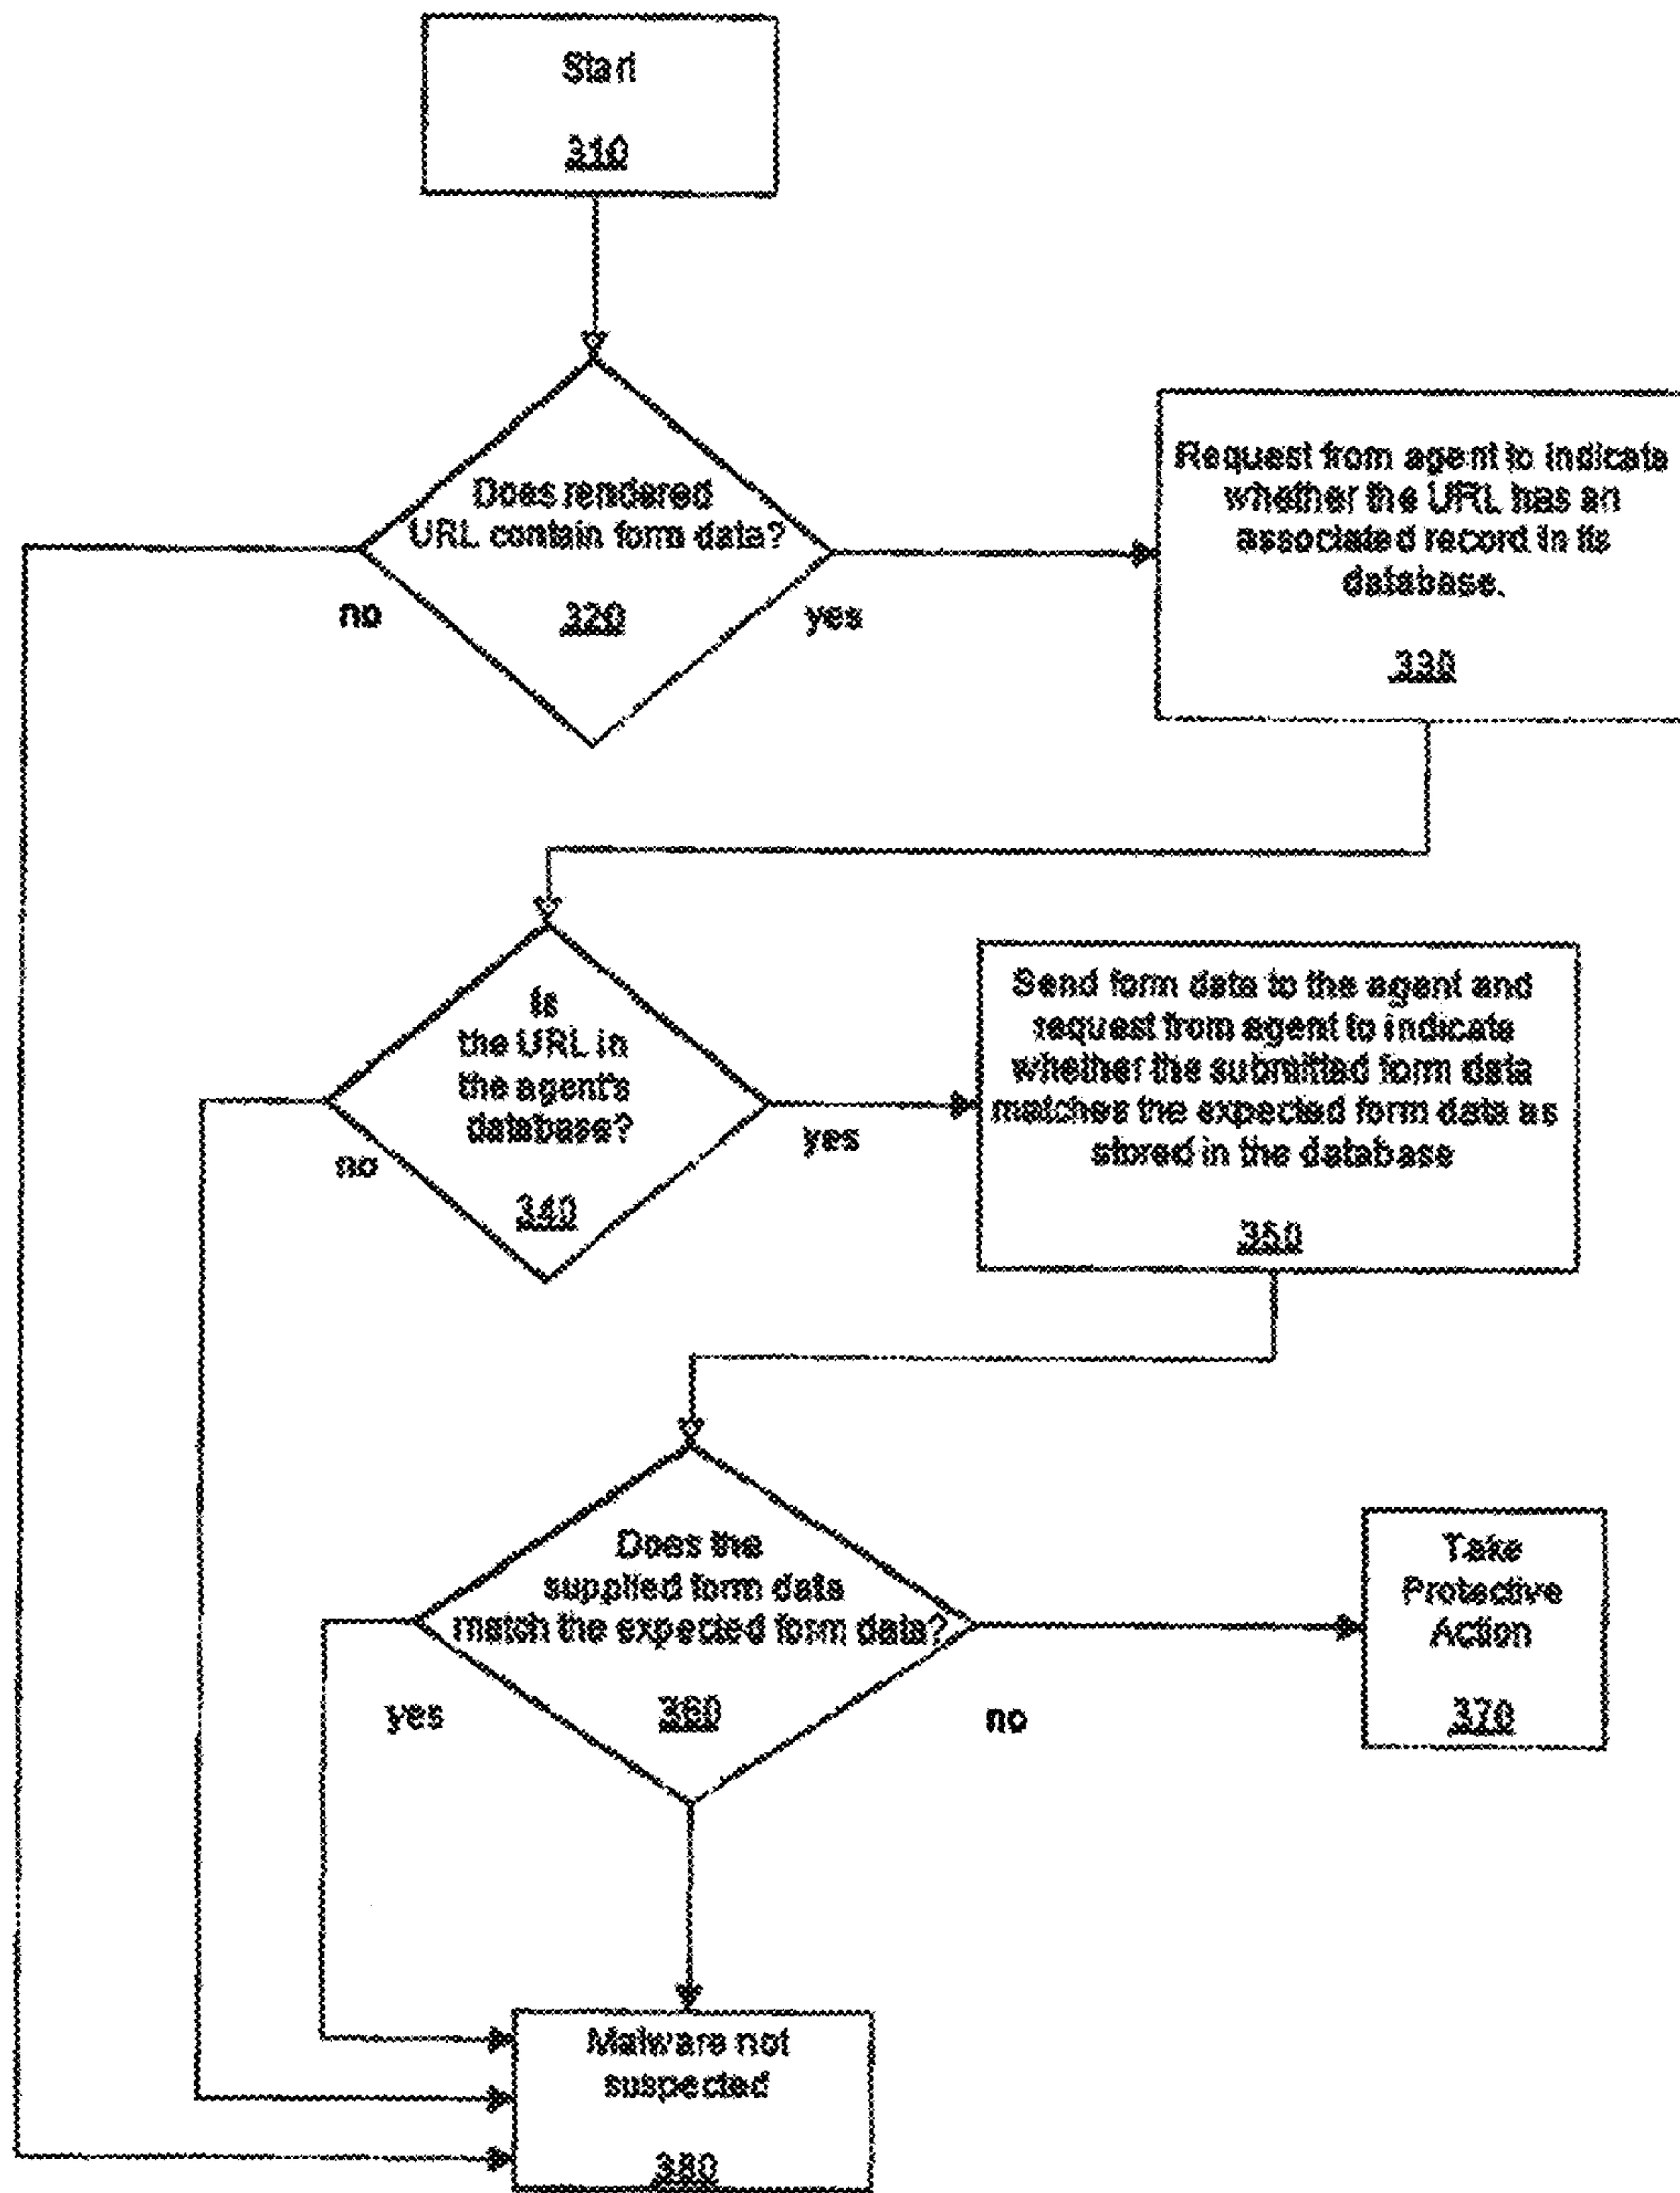 Start
310
Does rendered
URL contain form data?
320
no
yes
Request from agent to indicate
whether the URL has an
associated record in its
database.
330
Is
the URL in
the agent's
database?
340
no
yes
Send form data to the agent and
request from agent to indicate
whether the submitted form data
matches the expected form data as
stored in the database
350
Does the
supplied form data
match the expected form data?
360
yes
no
Take
Protective
Action
370
Malware not
suspected
380